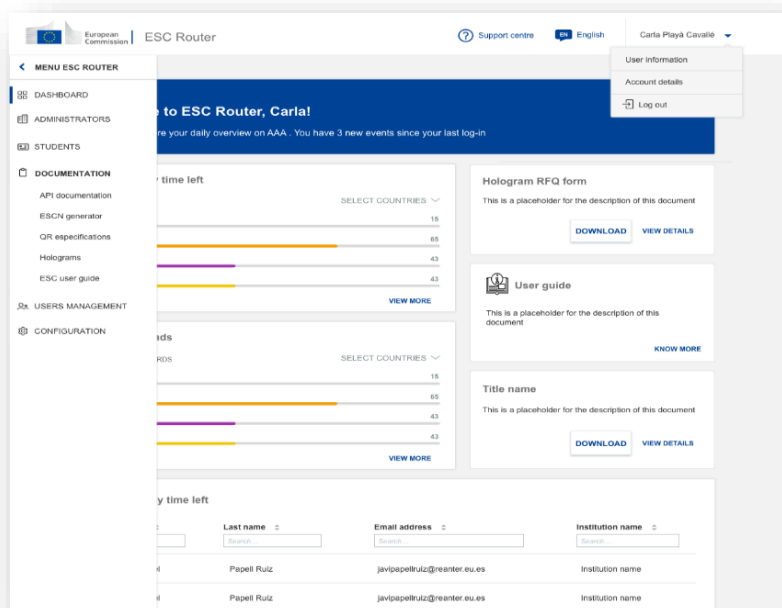 European
Commission
ESC Router
Support centre
EN English
Carla Playà Cavallé
User information
Account details
Log out
MENU ESC ROUTER
DASHBOARD
ADMINISTRATORS
STUDENTS
DOCUMENTATION
API documentation
ESCN generator
QR especifications
Holograms
ESC user guide
USERS MANAGEMENT
CONFIGURATION
to ESC Router, Carla!
re your daily overview on AAA . You have 3 new events since your last log-in
time left
SELECT COUNTRIES
15
65
43
43
VIEW MORE
nds
RDS
SELECT COUNTRIES
15
65
43
43
VIEW MORE
Hologram RFQ form
This is a placeholder for the description of this document
DOWNLOAD VIEW DETAILS
User guide
This is a placeholder for the description of this
document
KNOW MORE
Title name
This is a placeholder for the description of this document
DOWNLOAD VIEW DETAILS
y time left
Last name Email address Institution name
Search... Search... Search...
Papell Ruiz javipapellruiz@reanter.eu.es Institution name
Papell Ruiz javipapellruiz@reanter.eu.es Institution name